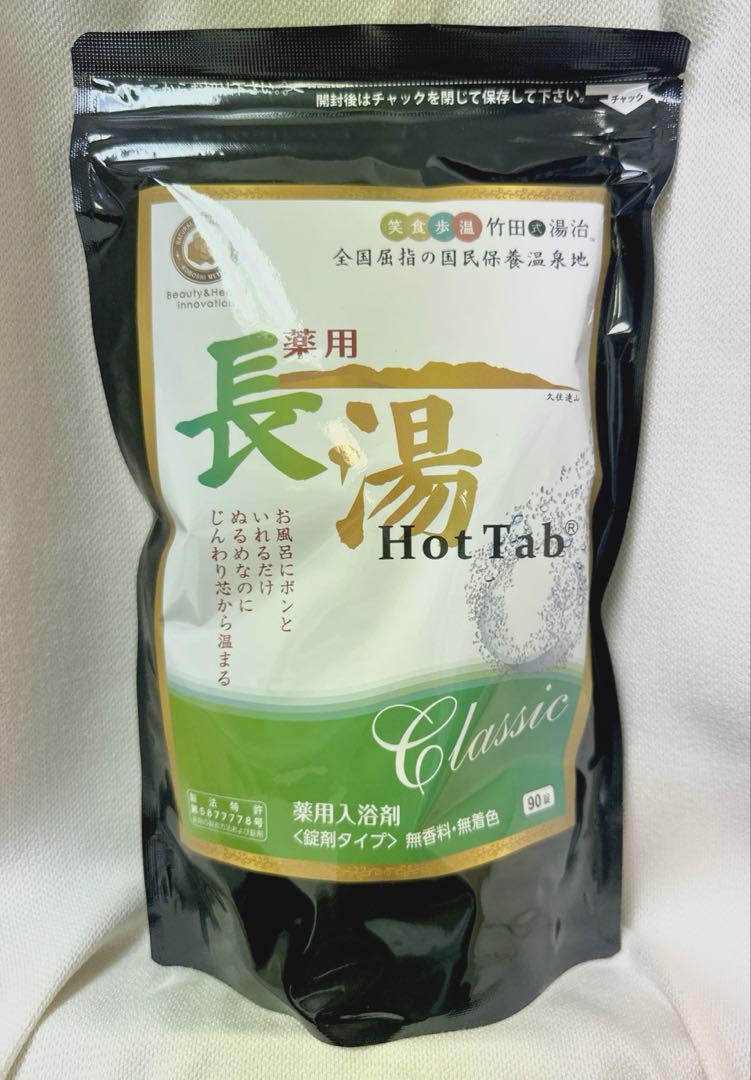 開封後はチャックを閉じて保存して下さい。
チャック
笑食歩温 竹田式湯治
全国屈指の国民保養温泉地
Beauty&He
innovatio
薬用
長湯
久住連山
Hot Tab®
お風呂にポンと
いれるだけ
ぬるめなのに
じんわり芯から温まる
Classic
製法特許
第5877778号
薬用入浴剤
〈錠剤タイプ〉 無香料・無着色
90錠